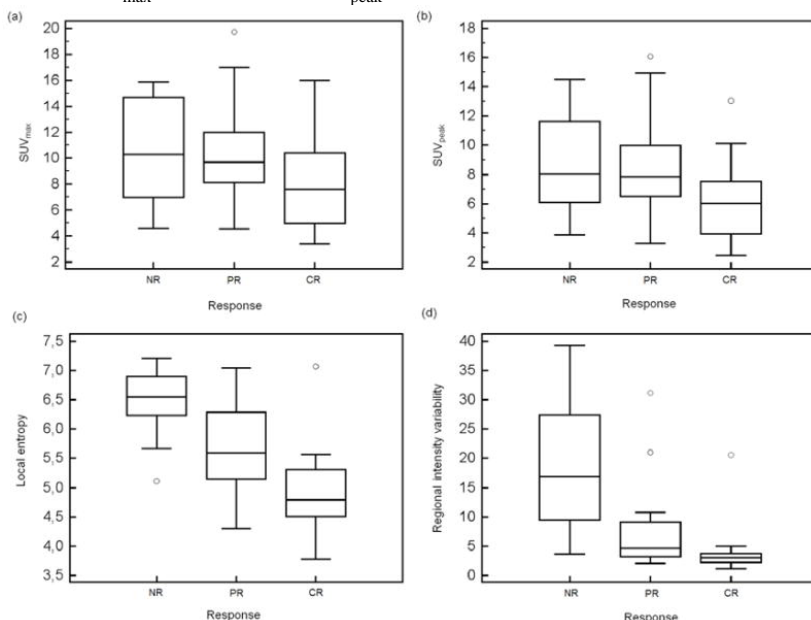 max peak
(a)
20
18
16
14
12
10
8
6
4
2
SUVmax
NR PR CR
Response
(b)
18
16
14
12
10
8
6
4
2
SUVpeak
NR PR CR
Response
(c)
7,5
7,0
6,5
6,0
5,5
5,0
4,5
4,0
3,5
Local entropy
NR PR CR
Response
(d)
40
35
30
25
20
15
10
5
0
Regional intensity variability
NR PR CR
Response